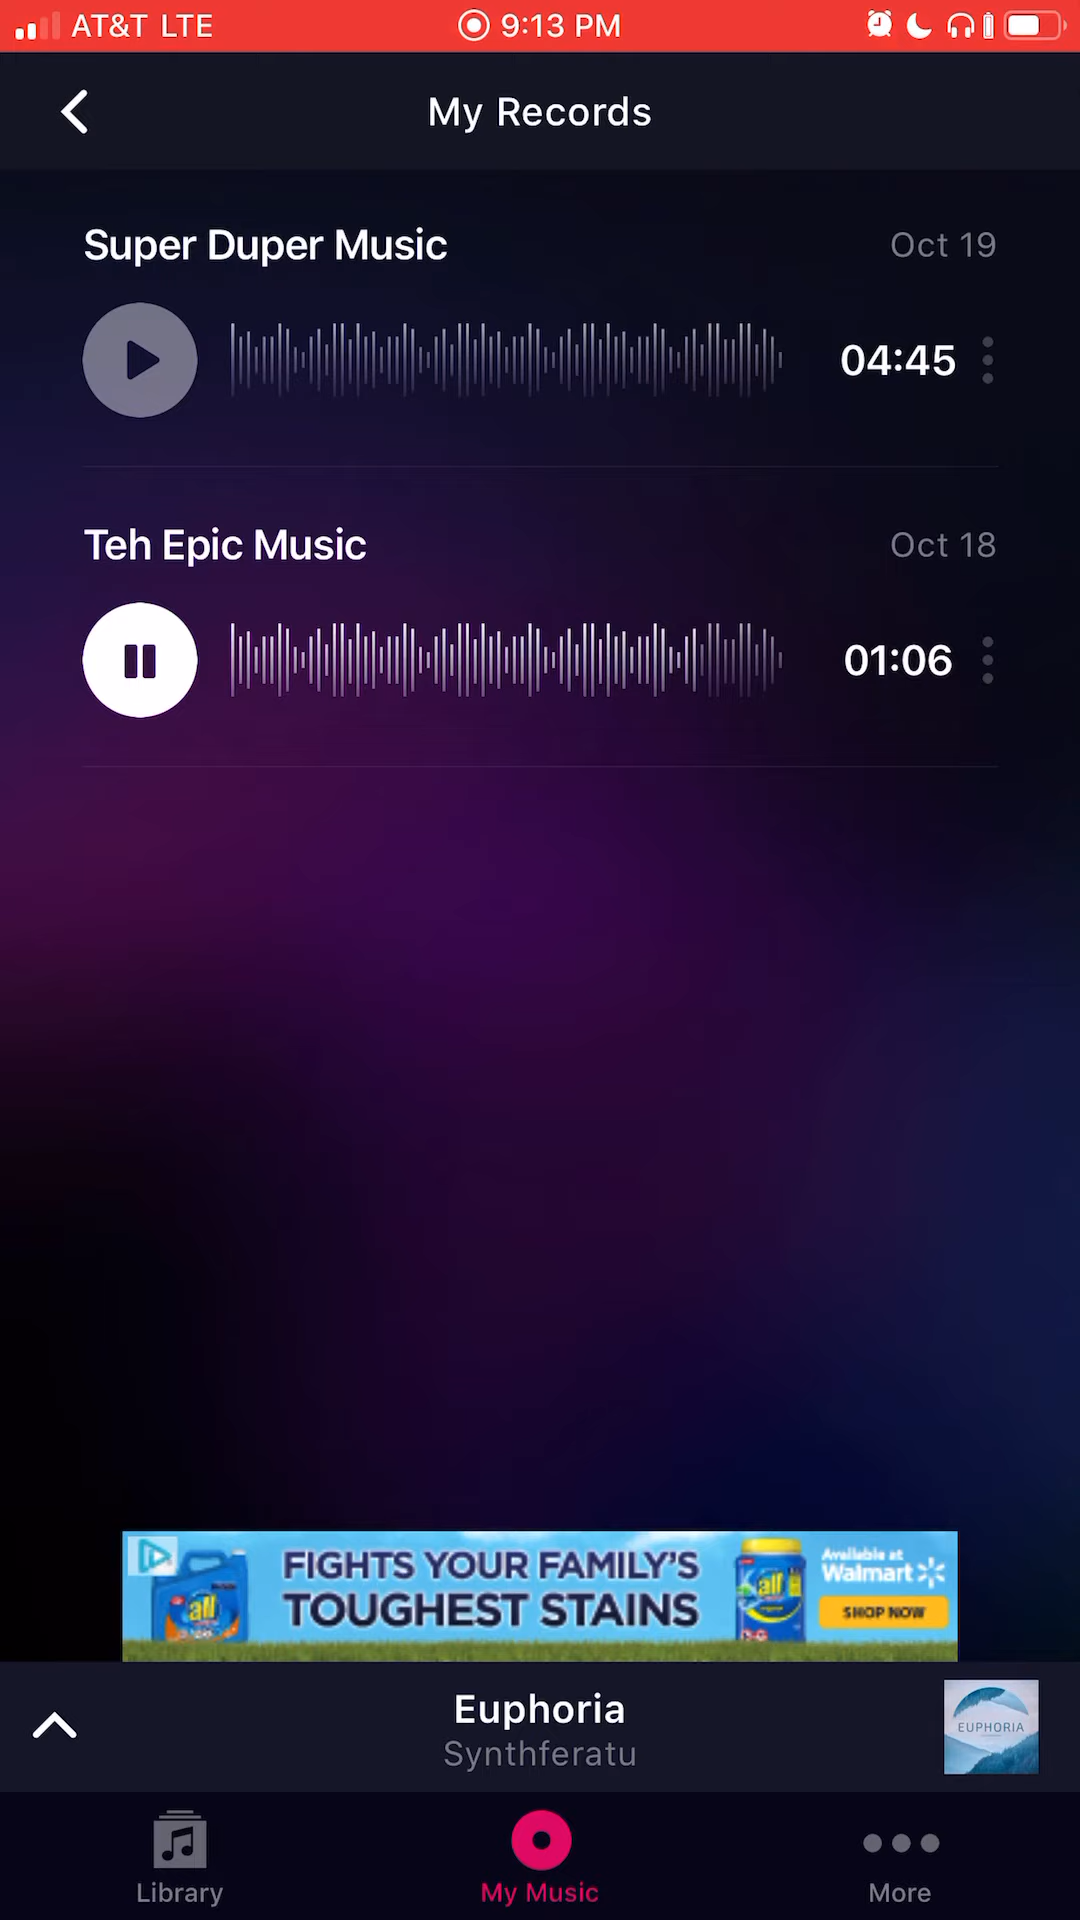 AT&T LTE 9:13 PM
My Records
Super Duper Music Oct 19
04:45
Teh Epic Music Oct 18
01:06
all
FIGHTS YOUR FAMILY'S
TOUGHEST STAINS
all
Available at
Walmart
SHOP NOW
Euphoria
Synthferatu
EUPHORIA
Library My Music More